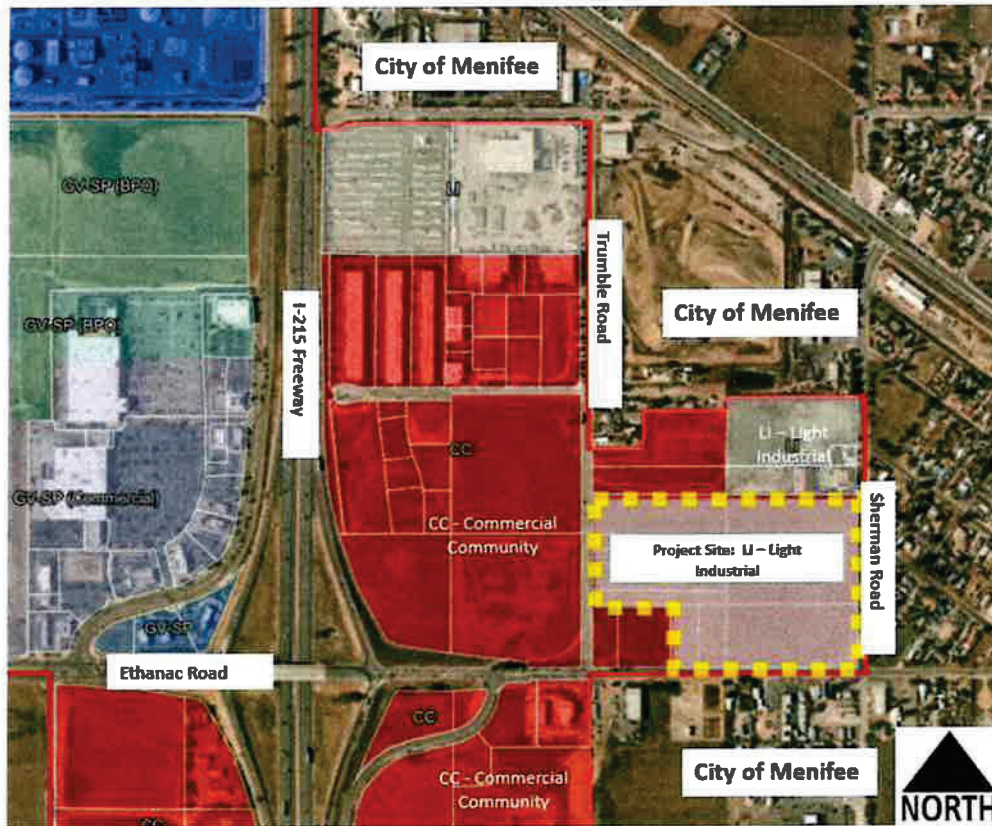 City of Menifee
GV-SP (BPO)
LI
Trumble Road
I-215 Freeway
City of Menifee
GV-SP (BPO)
CC
LI – Light
Industrial
GV-SP (Commercial)
CC - Commercial
Community
Project Site: LI – Light
Industrial
Sherman Road
GV-SP
Ethanac Road
CC
CC - Commercial
Community
City of Menifee
CC
NORTH